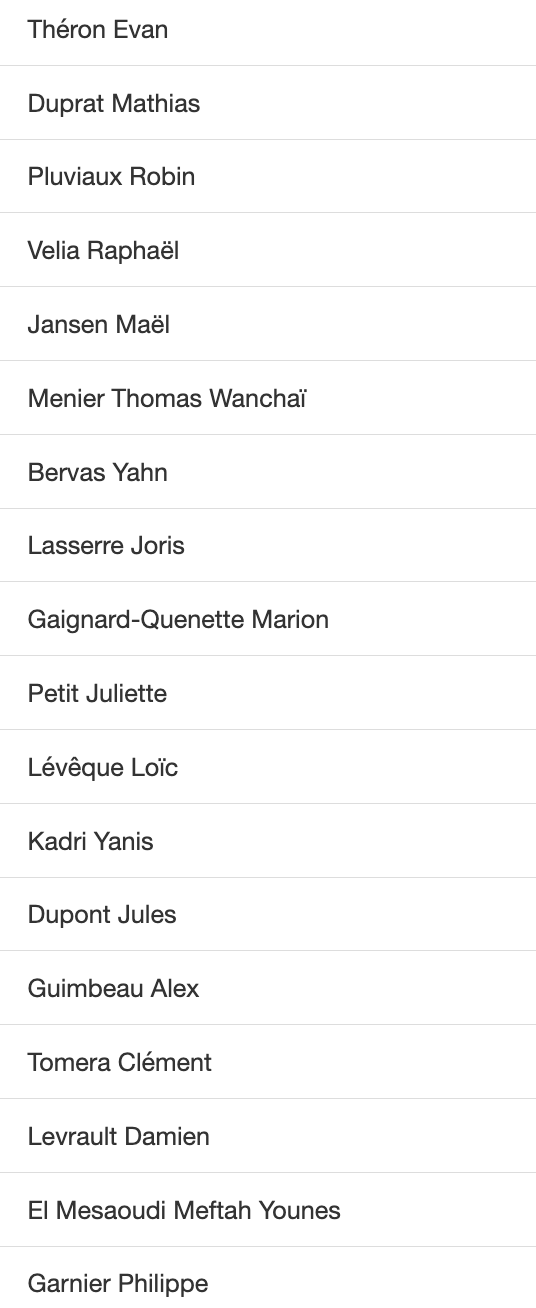 Théron Evan
Duprat Mathias
Pluviaux Robin
Velia Raphaël
Jansen Maël
Menier Thomas Wanchaï
Bervas Yahn
Lasserre Joris
Gaignard-Quenette Marion
Petit Juliette
Lévêque Loïc
Kadri Yanis
Dupont Jules
Guimbeau Alex
Tomera Clément
Levrault Damien
El Mesaoudi Meftah Younes
Garnier Philippe